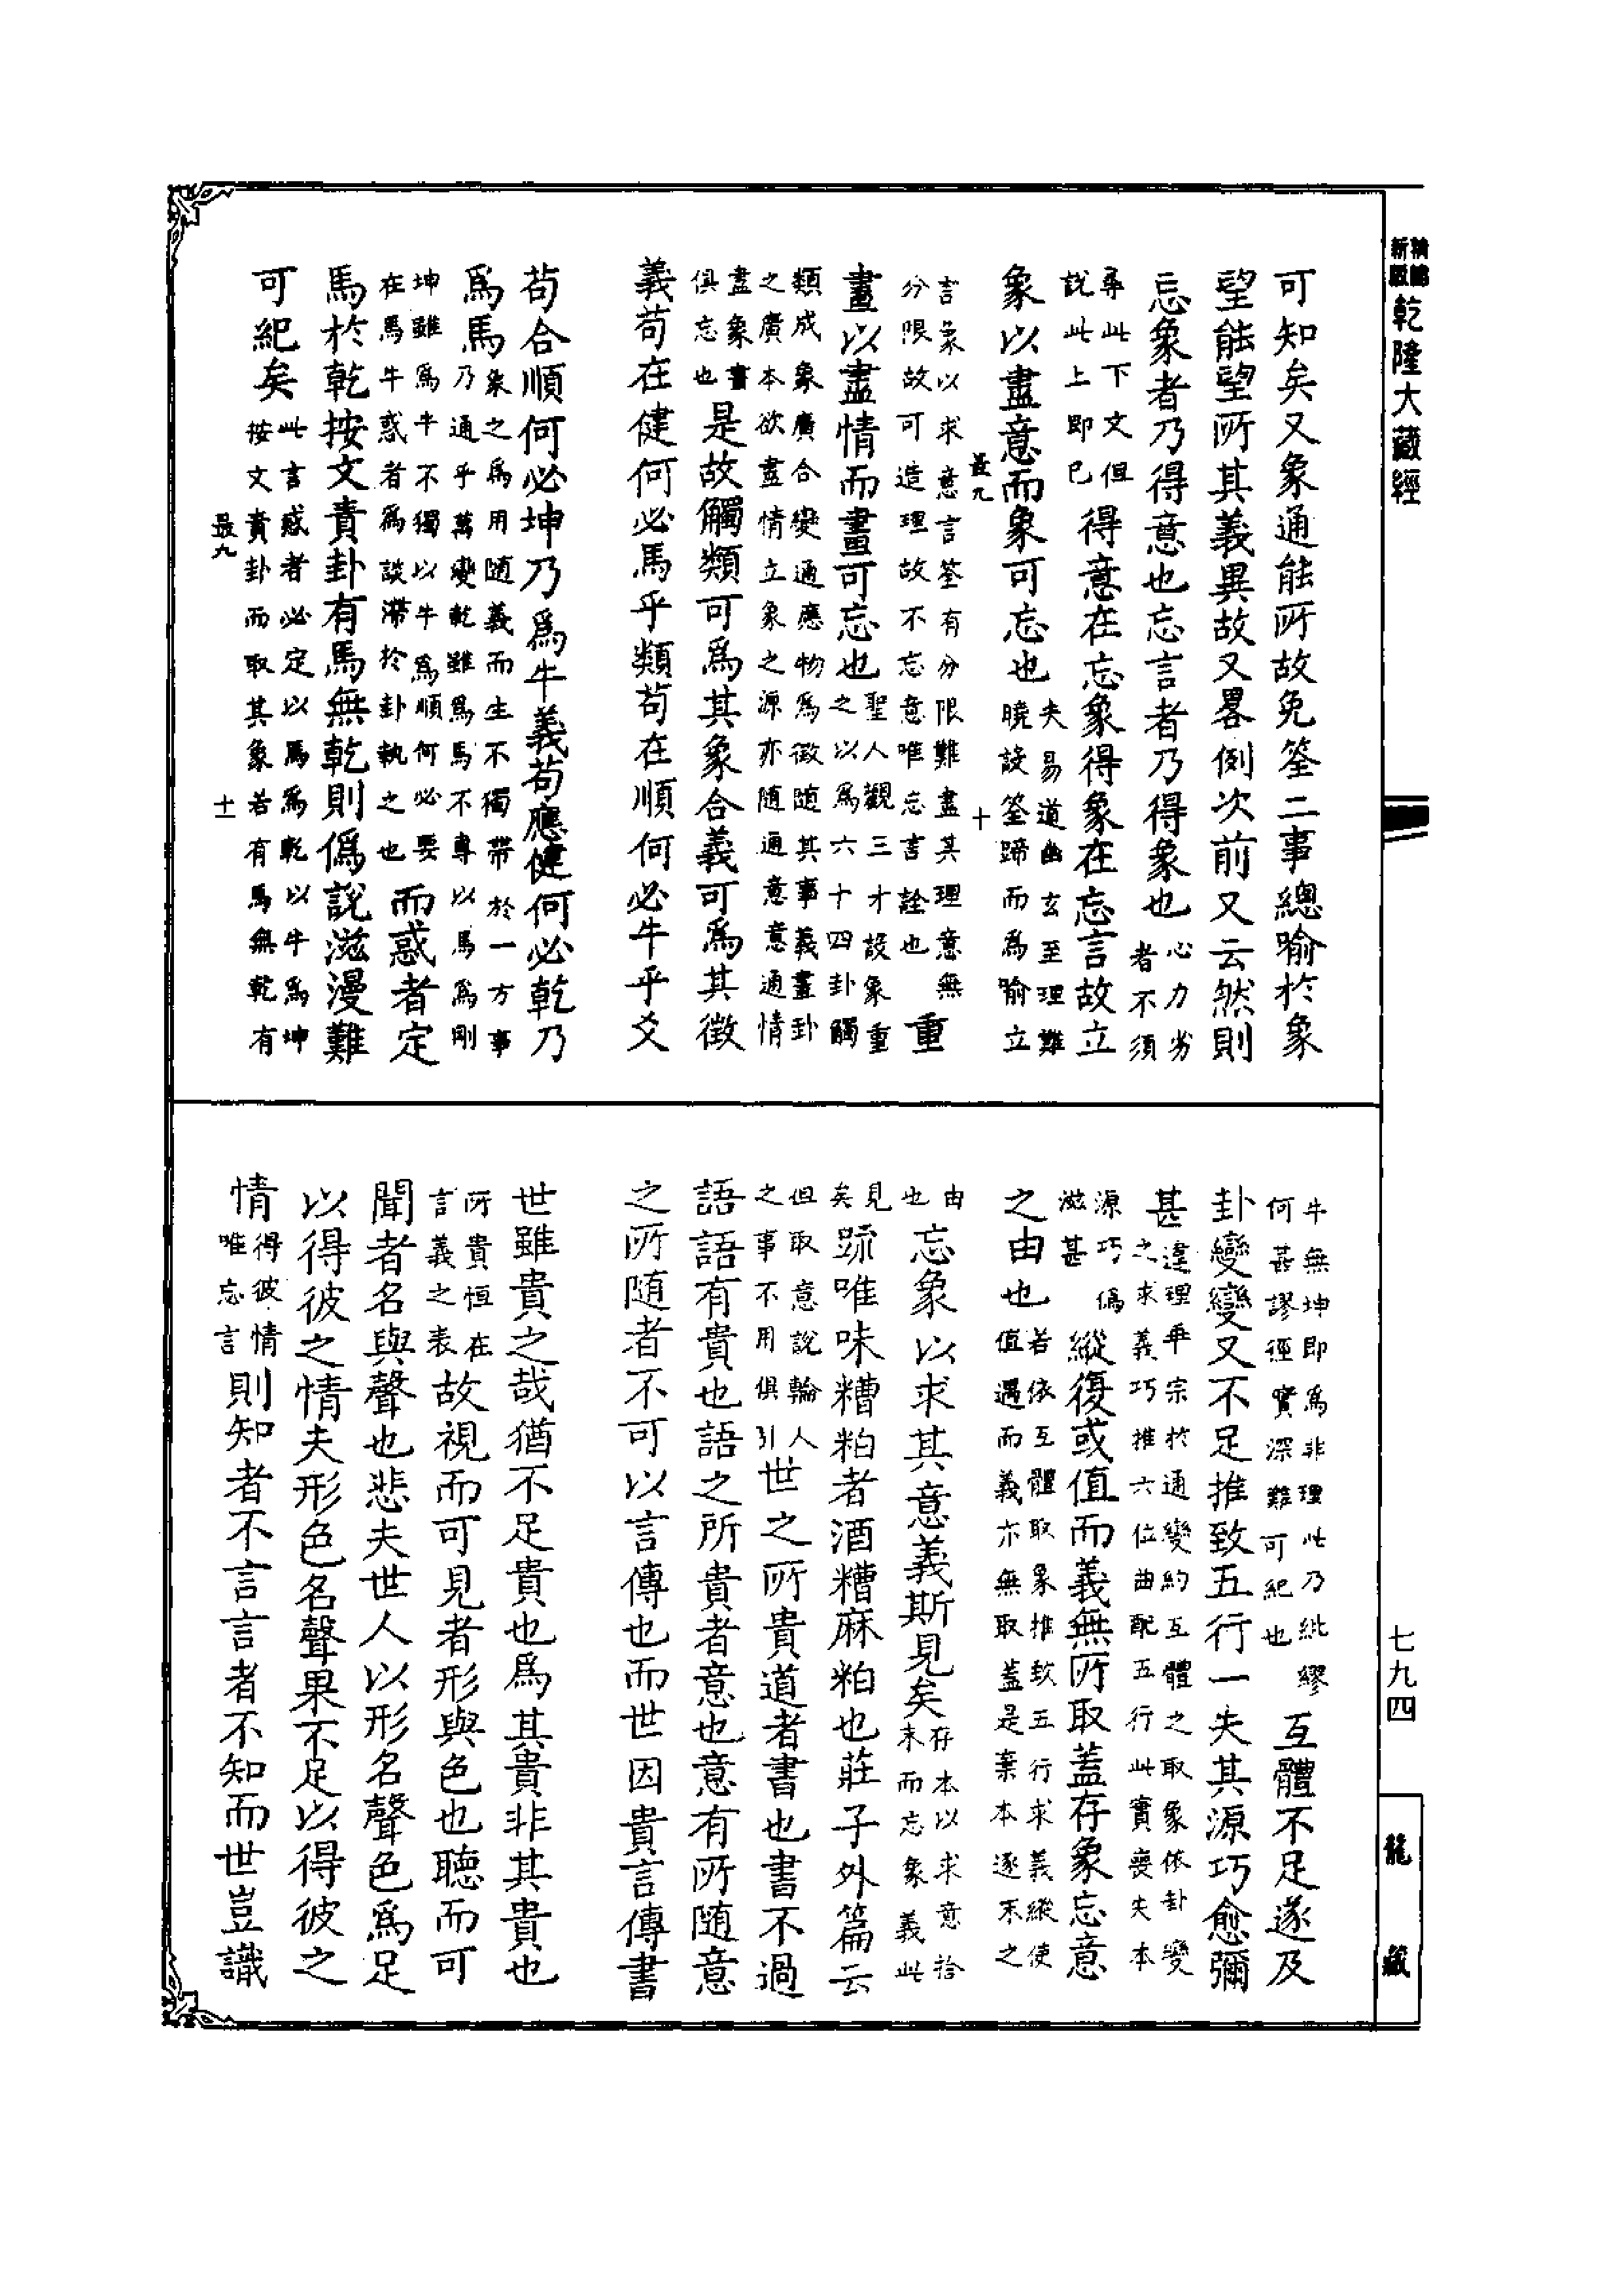 精編新版乾隆大藏經
可知矣又象通能所故免筌二事總喻於象
望能望所其義異故又畧例次前又云然則
忘象者乃得意也忘言者乃得象也心力劣者不須
尋此下文但說此上即已得意在忘象得象在忘言故立
象以盡意而象可忘也夫易道幽玄至理難曉設筌蹄而爲喻立
最九 十
言象以求意言筌有分限難盡其理意無分限故可造理故不忘意唯忘言詮也重
畫以盡情而畫可忘也聖人觀三才設象重之以爲六十四卦觸
類成象廣合變通應物爲徵隨其事義畫卦之廣本欲盡情立象之源亦隨通意意通情
盡象畫俱忘也是故觸類可爲其象合義可爲其徵
義苟在健何必馬乎類苟在順何必牛乎爻
苟合順何必坤乃爲牛義苟應健何必乾乃
爲馬象之爲用隨義而生不獨帶於一方事乃通乎萬變乾雖爲馬不專以馬爲剛
坤雖爲牛不獨以牛爲順何必要在馬牛惑者爲談滯於卦執之也而惑者定
馬於乾按文責卦有馬無乾則僞說滋漫難
可紀矣此言惑者必定以馬爲乾以牛爲坤按文責卦而取其象若有馬無乾有
最九 十一
牛無坤即爲非理此乃紕繆何甚謬徑實深難可紀也互體不足遂及
卦變變又不足推致五行一失其源巧愈彌
甚違理乖宗於通變約互體之取象依卦變之求義巧推六位曲配五行此實喪失本
源巧僞滋甚縱復或值而義無所取蓋存象忘意
之由也若依互體取象推致五行求義縱使值遇而義亦無取蓋是棄本逐末之
由也忘象以求其意義斯見矣存本以求意捨末而忘象義此
見矣䟽唯味糟粕者酒糟麻粕也莊子外篇云
但取意說輪人之事不用俱引世之所貴道者書也書不過
語語有貴也語之所貴者意也意有所随意
之所随者不可以言傳也而世因貴言傳書
世雖貴之哉猶不足貴也爲其貴非其貴也
所貴恒在言義之表故視而可見者形與色也聽而可
聞者名與聲也悲夫世人以形名聲色爲足
以得彼之情夫形色名聲果不足以得彼之
情得彼情唯忘言則知者不言言者不知而世豈識
七九四
龍藏